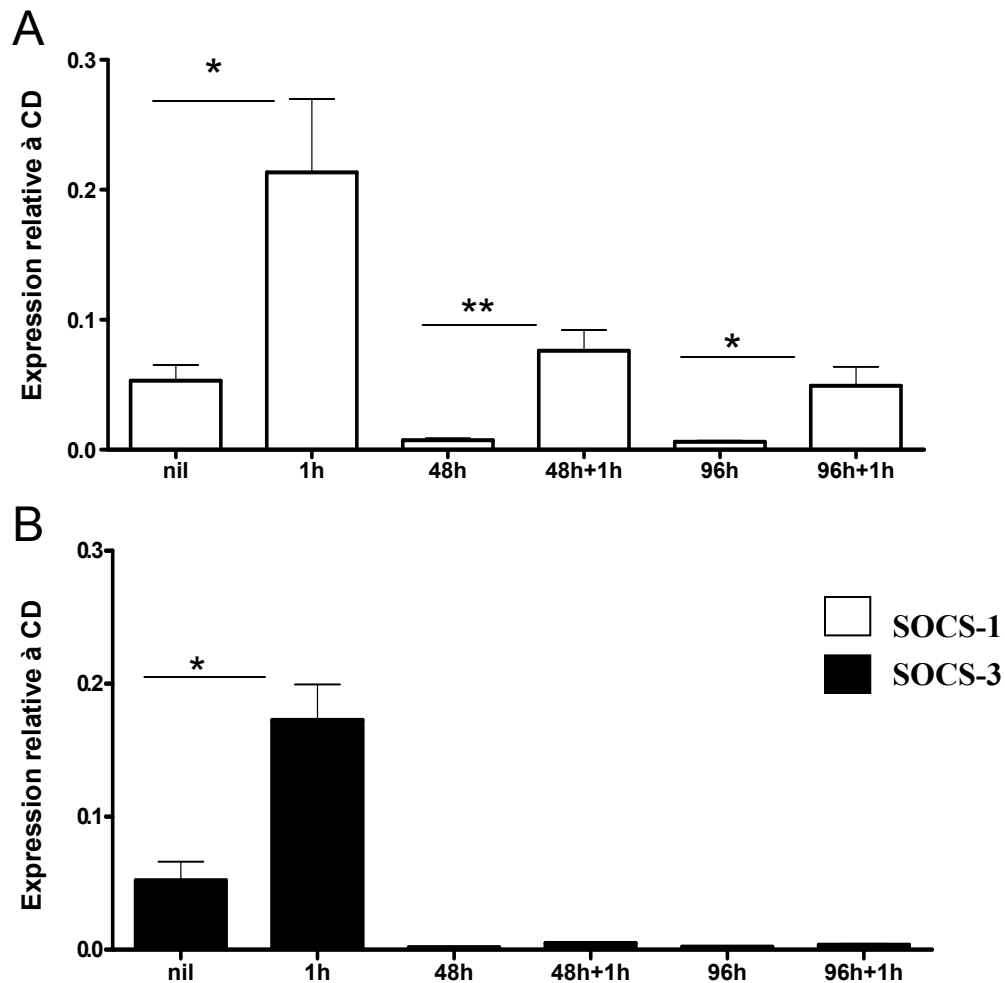 A
Expression relative à CD
0.3
0.2
0.1
0.0
*
**
*
nil 1h 48h 48h+1h 96h 96h+1h
B
Expression relative à CD
0.3
0.2
0.1
0.0
*
nil 1h 48h 48h+1h 96h 96h+1h
SOCS-1
SOCS-3